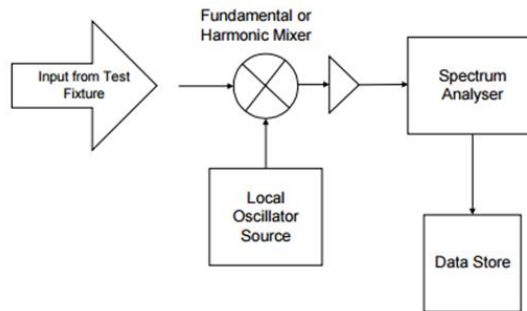 Fundamental or
Harmonic Mixer
Input from Test
Fixture
Spectrum
Analyser
Local
Oscillator
Source
Data Store